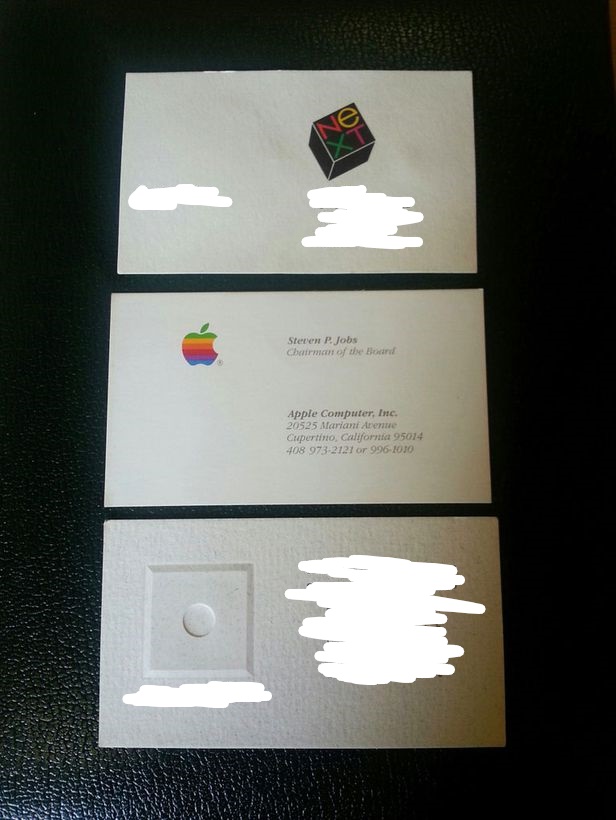 NeXT
Steven P. Jobs
Chairman of the Board
Apple Computer, Inc.
20525 Mariani Avenue
Cupertino, California 95014
408 973-2121 or 996-1010